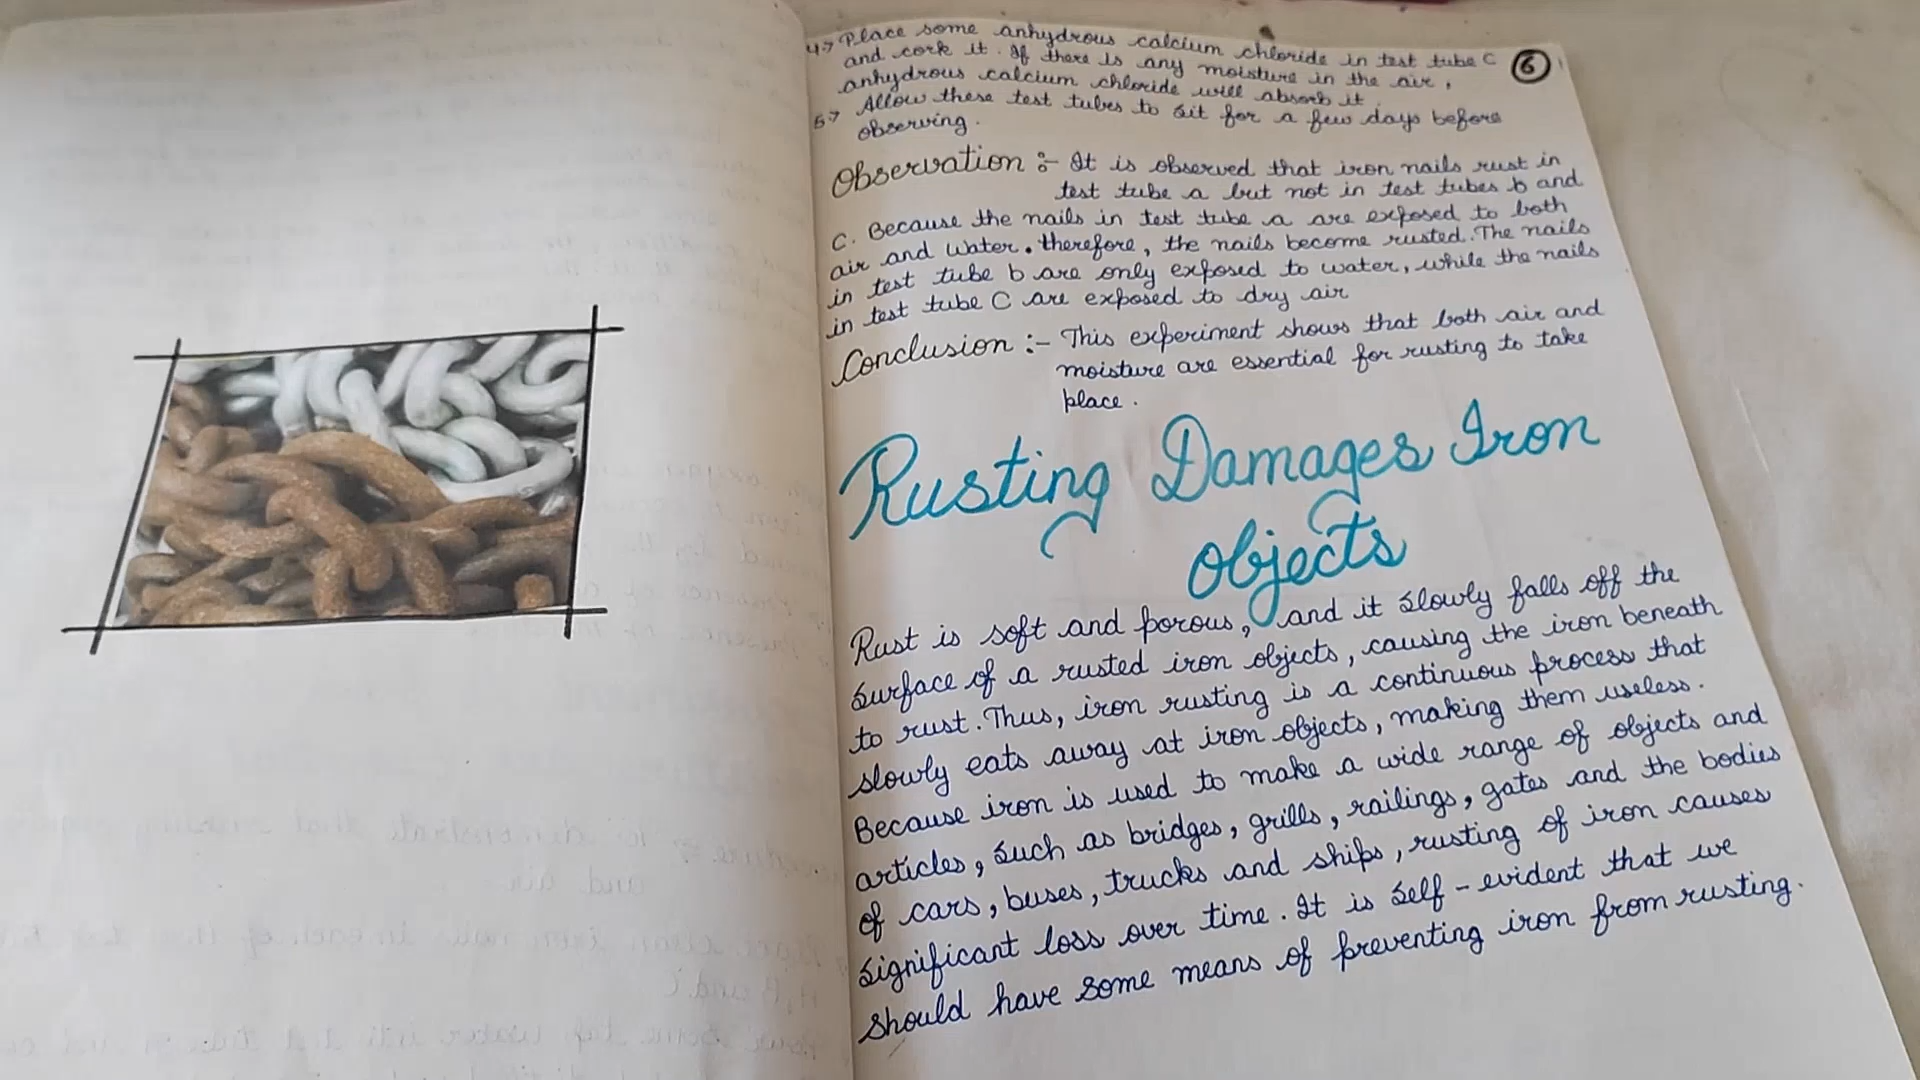 4→ Place some anhydrous calcium chloride in test tube C
and cork it. If there is any moisture in the air,
anhydrous calcium chloride will absorb it.
5→ Allow these test tubes to sit for a few days before
observing.
6
Observation :- It is observed that iron nails rust in
test tube a but not in test tubes b and
C. Because the nails in test tube a are exposed to both
air and water. therefore, the nails become rusted. The nails
in test tube b are only exposed to water, while the nails
in test tube C are exposed to dry air
Conclusion :- This experiment shows that both air and
moisture are essential for rusting to take
place.
Rusting Damages Iron
objects
Rust is soft and porous, and it slowly falls off the
surface of a rusted iron objects, causing the iron beneath
to rust. Thus, iron rusting is a continuous process that
slowly eats away at iron objects, making them useless.
Because iron is used to make a wide range of objects and
articles, such as bridges, grills, railings, gates and the bodies
of cars, buses, trucks and ships, rusting of iron causes
significant loss over time. It is self-evident that we
should have some means of preventing iron from rusting.